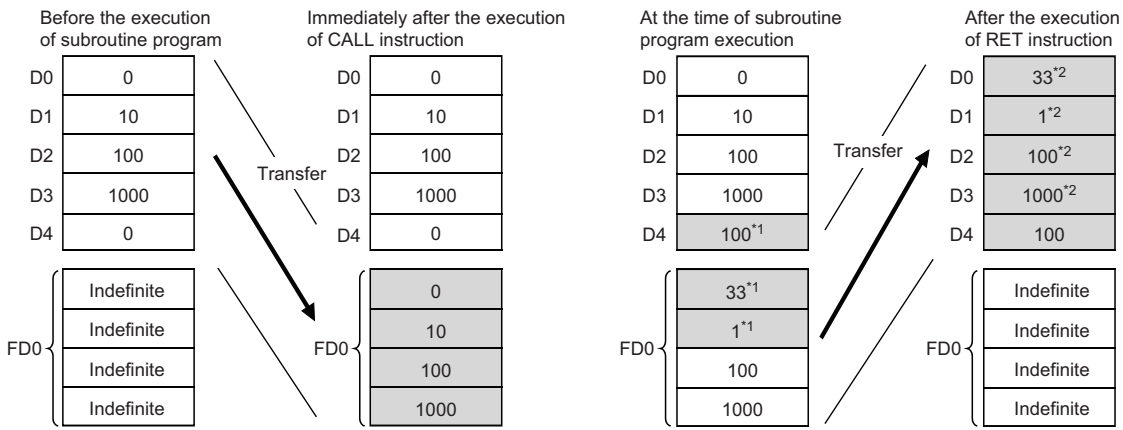 Before the execution
of subroutine program
D0 0
D1 10
D2 100
D3 1000
D4 0
FD0
Indefinite
Indefinite
Indefinite
Indefinite
Transfer
Immediately after the execution
of CALL instruction
D0 0
D1 10
D2 100
D3 1000
D4 0
FD0
0
10
100
1000
At the time of subroutine
program execution
D0 0
D1 10
D2 100
D3 1000
D4 100*1
FD0
33*1
1*1
100
1000
Transfer
After the execution
of RET instruction
D0 33*2
D1 1*2
D2 100*2
D3 1000*2
D4 100
FD0
Indefinite
Indefinite
Indefinite
Indefinite